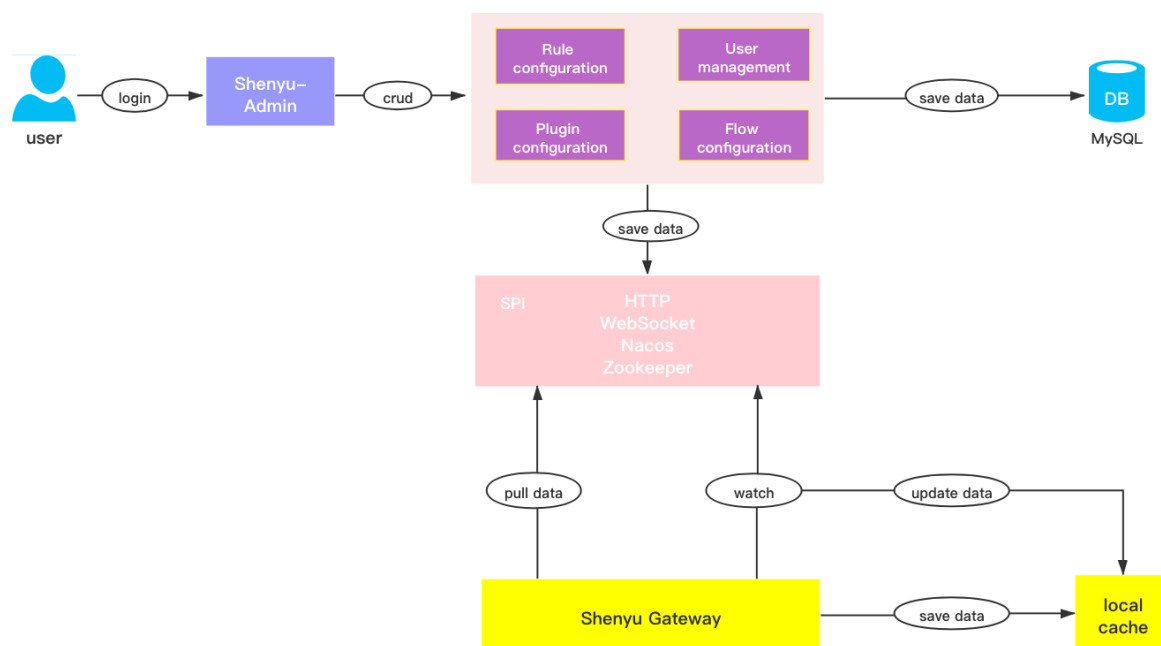 Rule
configuration
User
management
login
Shenyu-
Admin
crud
save data
DB
user
Plugin
configuration
Flow
configuration
MySQL
save data
SPI
HTTP
WebSocket
Nacos
Zookeeper
pull data
watch
update data
Shenyu Gateway
save data
local
cache